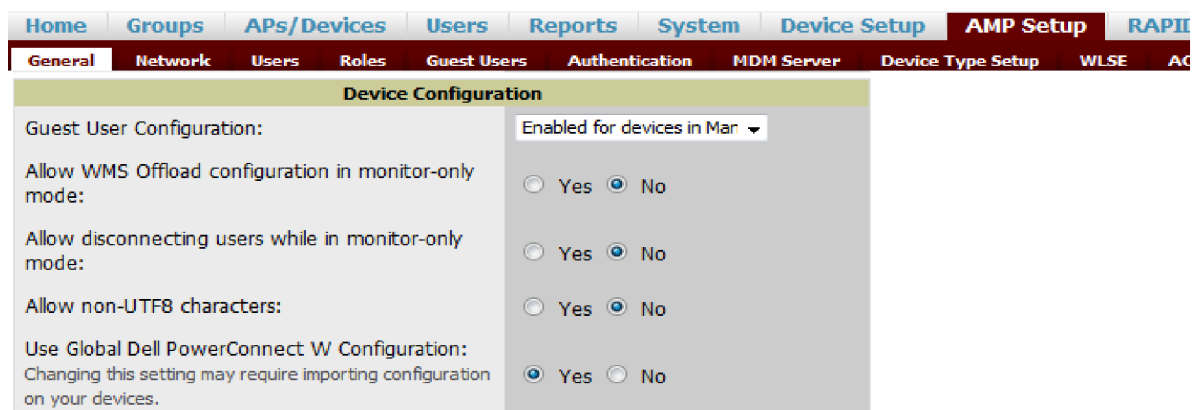 Home Groups APs/Devices Users Reports System Device Setup AMP Setup RAPID
General Network Users Roles Guest Users Authentication MDM Server Device Type Setup WLSE AC
Device Configuration
Guest User Configuration: Enabled for devices in Mar
Allow WMS Offload configuration in monitor-only
mode: Yes No
Allow disconnecting users while in monitor-only
mode: Yes No
Allow non-UTF8 characters: Yes No
Use Global Dell PowerConnect W Configuration:
Changing this setting may require importing configuration
on your devices. Yes No